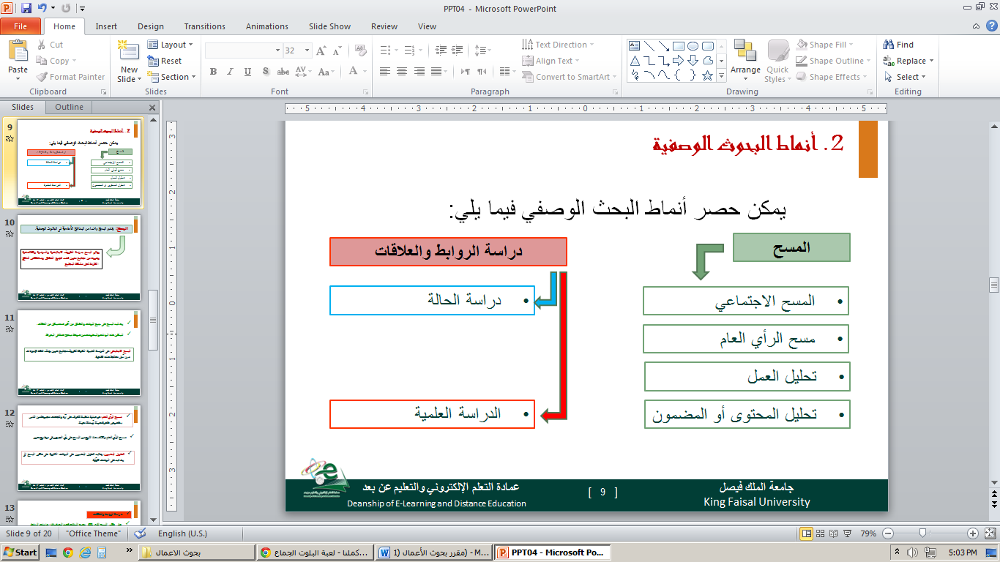 PPT04 - Microsoft PowerPoint
File Home Insert Design Transitions Animations Slide Show Review View
Paste
Cut
Copy
Format Painter
Clipboard
New Slide
Layout
Reset
Section
Slides
32
Font
Text Direction
Align Text
Convert to SmartArt
Paragraph
Arrange
Quick Styles
Shape Fill
Shape Outline
Shape Effects
Drawing
Find
Replace
Select
Editing
Slides Outline
9
10
11
12
13
2. أنماط البحوث الوصفية
يمكن حصر أنماط البحث الوصفي فيما يلي:
المسح
• المسح الاجتماعي
• مسح الرأي العام
• تحليل العمل
• تحليل المحتوى أو المضمون
دراسة الروابط والعلاقات
• دراسة الحالة
• الدراسة العلمية
جامعة الملك فيصل
King Faisal University
[ 9 ]
عمادة التعلم الإلكتروني والتعليم عن بعد
Deanship of E-Learning and Distance Education
Slide 9 of 20 "Office Theme" English (U.S.) 79%
Start
بحوث الاعمال
كملنا - لعبة البلوت الجماع...
(مقرر بحوث الأعمال (1 - M...
PPT04 - Microsoft Po...
5:03 PM